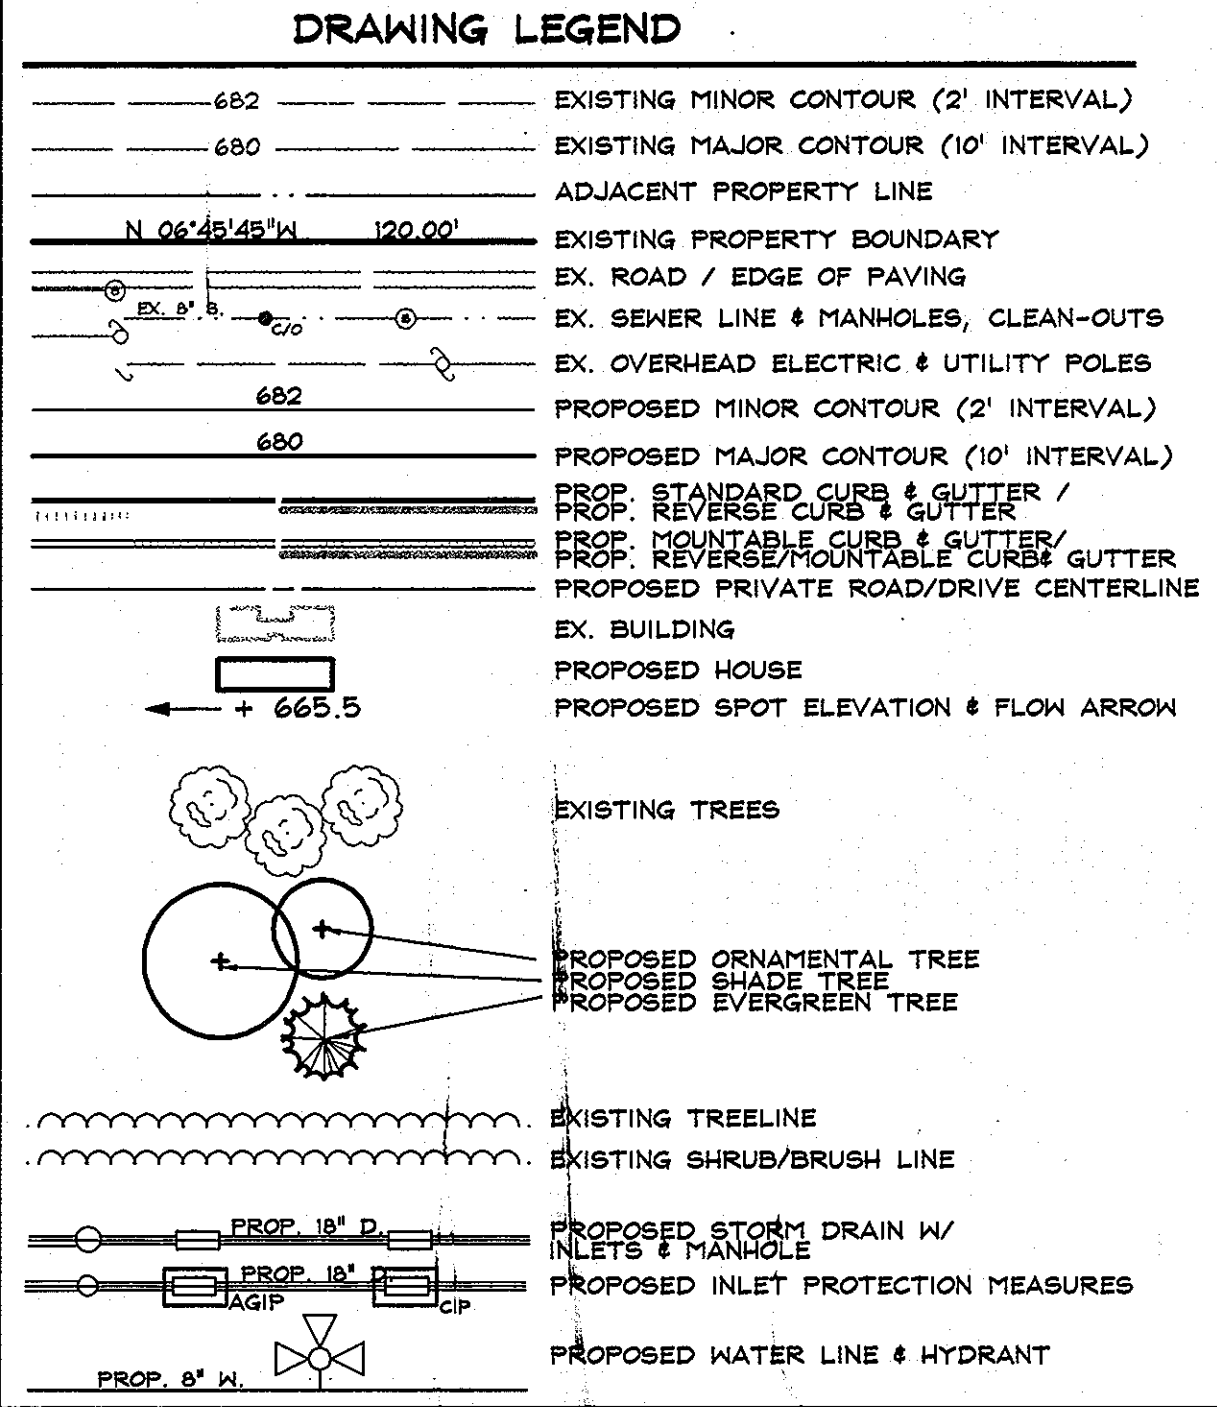 DRAWING LEGEND
682 EXISTING MINOR CONTOUR (2' INTERVAL)
680 EXISTING MAJOR CONTOUR (10' INTERVAL)
ADJACENT PROPERTY LINE
N 06°45'45"W 120.00' EXISTING PROPERTY BOUNDARY
EX. ROAD / EDGE OF PAVING
EX. 8" S. C/O EX. SEWER LINE & MANHOLES, CLEAN-OUTS
EX. OVERHEAD ELECTRIC & UTILITY POLES
682 PROPOSED MINOR CONTOUR (2' INTERVAL)
680 PROPOSED MAJOR CONTOUR (10' INTERVAL)
PROP. STANDARD CURB & GUTTER /
PROP. REVERSE CURB & GUTTER
PROP. MOUNTABLE CURB & GUTTER/
PROP. REVERSE/MOUNTABLE CURB& GUTTER
PROPOSED PRIVATE ROAD/DRIVE CENTERLINE
EX. BUILDING
PROPOSED HOUSE
+ 665.5 PROPOSED SPOT ELEVATION & FLOW ARROW
EXISTING TREES
PROPOSED ORNAMENTAL TREE
PROPOSED SHADE TREE
PROPOSED EVERGREEN TREE
EXISTING TREELINE
EXISTING SHRUB/BRUSH LINE
PROP. 18" D. PROPOSED STORM DRAIN W/
INLETS & MANHOLE
PROP. 18" D. PROPOSED INLET PROTECTION MEASURES
AGIP CIP
PROPOSED WATER LINE & HYDRANT
PROP. 8" W.